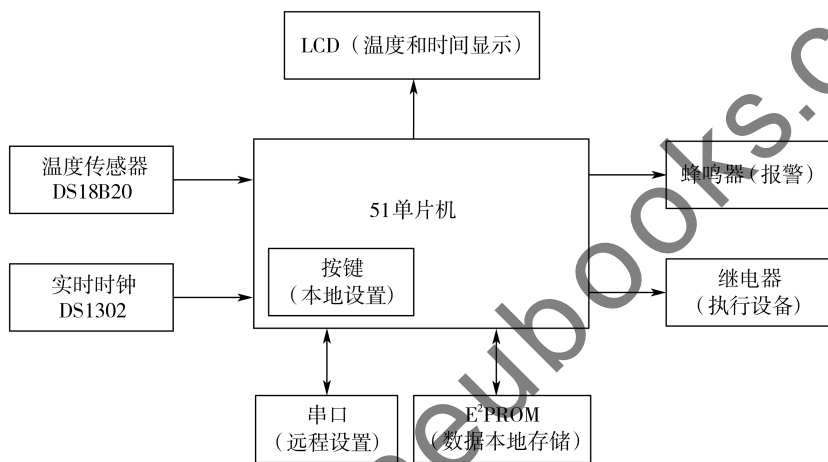 LCD（温度和时间显示）
温度传感器
DS18B20
51单片机
蜂鸣器（报警）
实时时钟
DS1302
按键
（本地设置）
继电器
（执行设备）
串口
（远程设置）
E²PROM
（数据本地存储）
neubooks.c